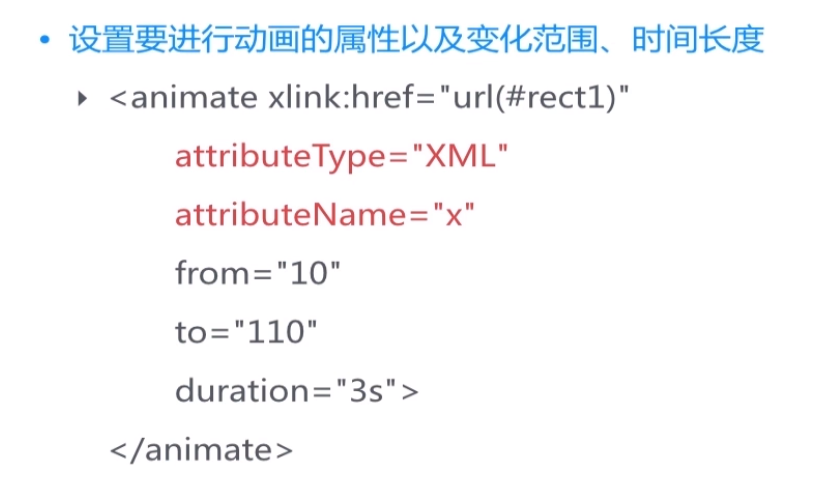 • 设置要进行动画的属性以及变化范围、时间长度
<animate xlink:href="url(#rect1)"
attributeType="XML"
attributeName="x"
from="10"
to="110"
duration="3s">
</animate>